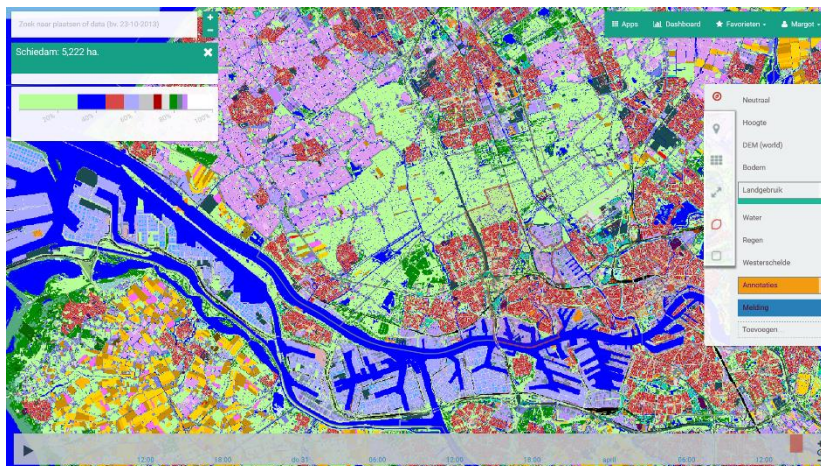 Zoek naar plaatsen of data (bv. 23-10-2013)
+
−
Apps Dashboard Favorieten Margot
Schiedam: 5,222 ha.
20% 40% 60% 80% 100%
Neutraal
Hoogte
DEM (world)
Bodem
Landgebruik
Water
Regen
Westerschelde
Annotaties
Melding
Toevoegen
12:00 18:00 do 31 06:00 12:00 18:00 april 06:00 12:00